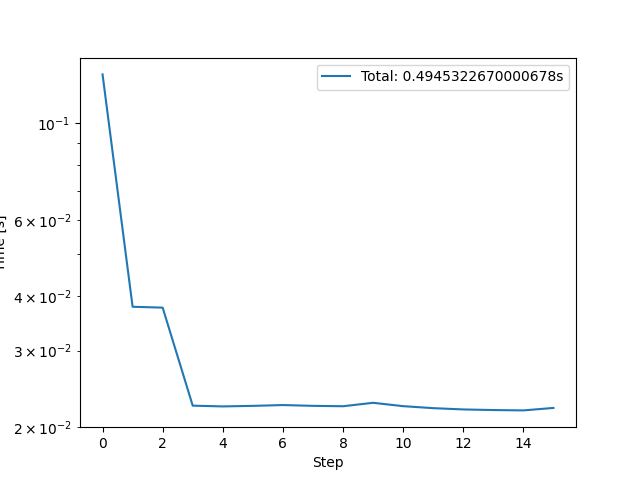 Total: 0.4945322670000678s
10⁻¹
6 × 10⁻²
4 × 10⁻²
3 × 10⁻²
2 × 10⁻²
Time [s]
0 2 4 6 8 10 12 14
Step